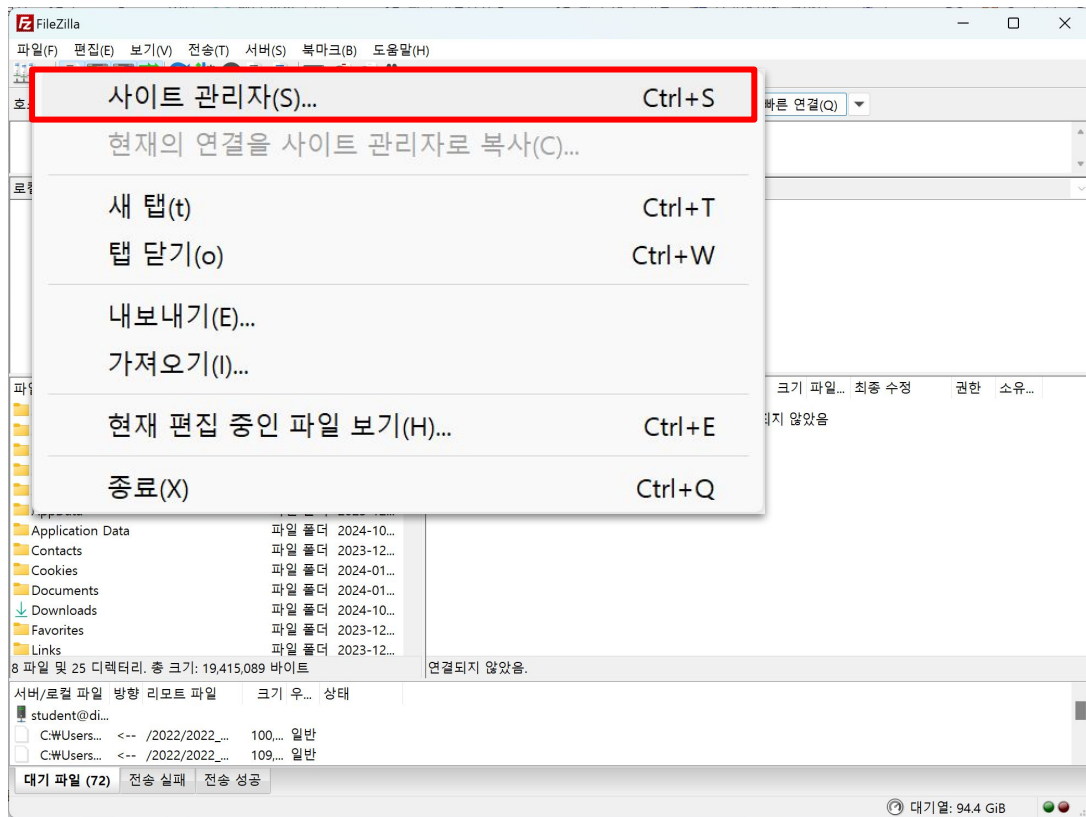 FileZilla
파일(F) 편집(E) 보기(V) 전송(T) 서버(S) 북마크(B) 도움말(H)
사이트 관리자(S)... Ctrl+S
빠른 연결(Q)
현재의 연결을 사이트 관리자로 복사(C)...
새 탭(t) Ctrl+T
탭 닫기(o) Ctrl+W
내보내기(E)...
가져오기(I)...
크기 파일... 최종 수정 권한 소유...
않았음
현재 편집 중인 파일 보기(H)... Ctrl+E
종료(X) Ctrl+Q
Application Data 파일 폴더 2024-10...
Contacts 파일 폴더 2023-12...
Cookies 파일 폴더 2024-01...
Documents 파일 폴더 2024-01...
Downloads 파일 폴더 2024-10...
Favorites 파일 폴더 2023-12...
Links 파일 폴더 2023-12...
8 파일 및 25 디렉터리. 총 크기: 19,415,089 바이트 연결되지 않았음.
서버/로컬 파일 방향 리모트 파일 크기 우... 상태
student@di...
C:₩Users... <-- /2022/2022_... 100,... 일반
C:₩Users... <-- /2022/2022_... 109,... 일반
대기 파일 (72) 전송 실패 전송 성공
대기열: 94.4 GiB